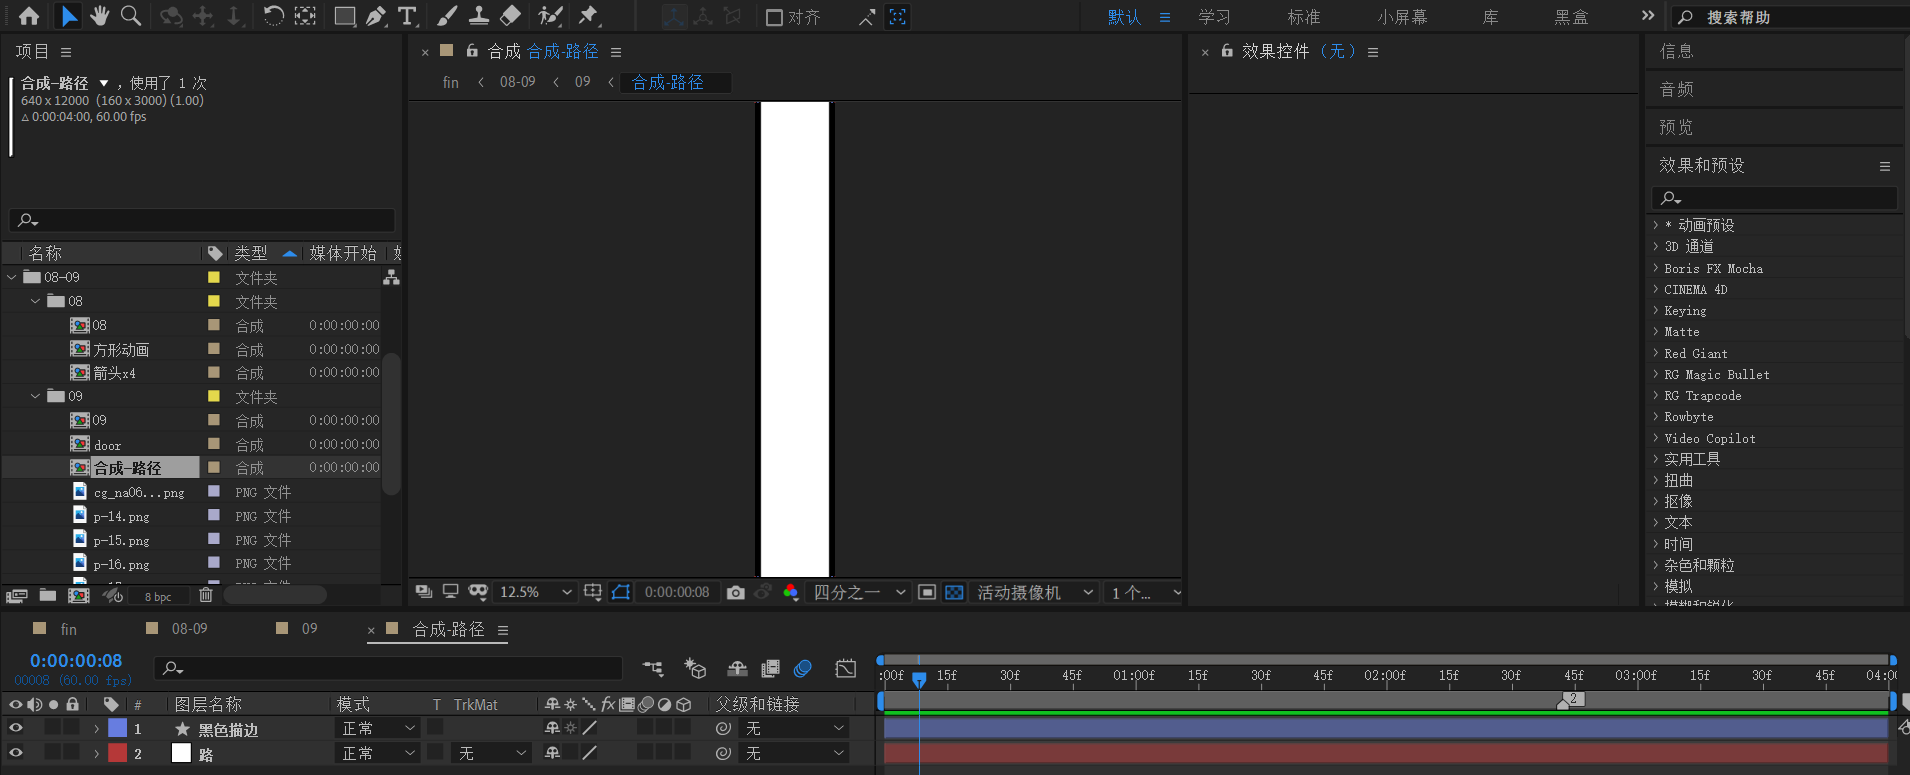 对齐
默认
学习
标准
小屏幕
库
黑盒
搜索帮助
项目
合成-路径 ，使用了 1 次
640 x 12000 (160 x 3000) (1.00)
△ 0:00:04:00, 60.00 fps
名称
类型
媒体开始
08-09
文件夹
08
文件夹
08
合成
0:00:00:00
方形动画
合成
0:00:00:00
箭头x4
合成
0:00:00:00
09
文件夹
09
合成
0:00:00:00
door
合成
0:00:00:00
合成-路径
合成
0:00:00:00
cg_na06...png
PNG 文件
p-14.png
PNG 文件
p-15.png
PNG 文件
p-16.png
PNG 文件
8 bpc
合成 合成-路径
fin
08-09
09
合成-路径
12.5%
0:00:00:08
四分之一
活动摄像机
1 个...
效果控件 （无）
信息
音频
预览
效果和预设
* 动画预设
3D 通道
Boris FX Mocha
CINEMA 4D
Keying
Matte
Red Giant
RG Magic Bullet
RG Trapcode
Rowbyte
Video Copilot
实用工具
扭曲
抠像
文本
时间
杂色和颗粒
模拟
模糊和锐化
fin
08-09
09
合成-路径
0:00:00:08
00008 (60.00 fps)
:00f
15f
30f
45f
01:00f
15f
30f
45f
02:00f
15f
30f
45f
03:00f
15f
30f
45f
04:00
2
#
图层名称
模式
T
TrkMat
fx
父级和链接
1
黑色描边
正常
无
2
路
正常
无
无